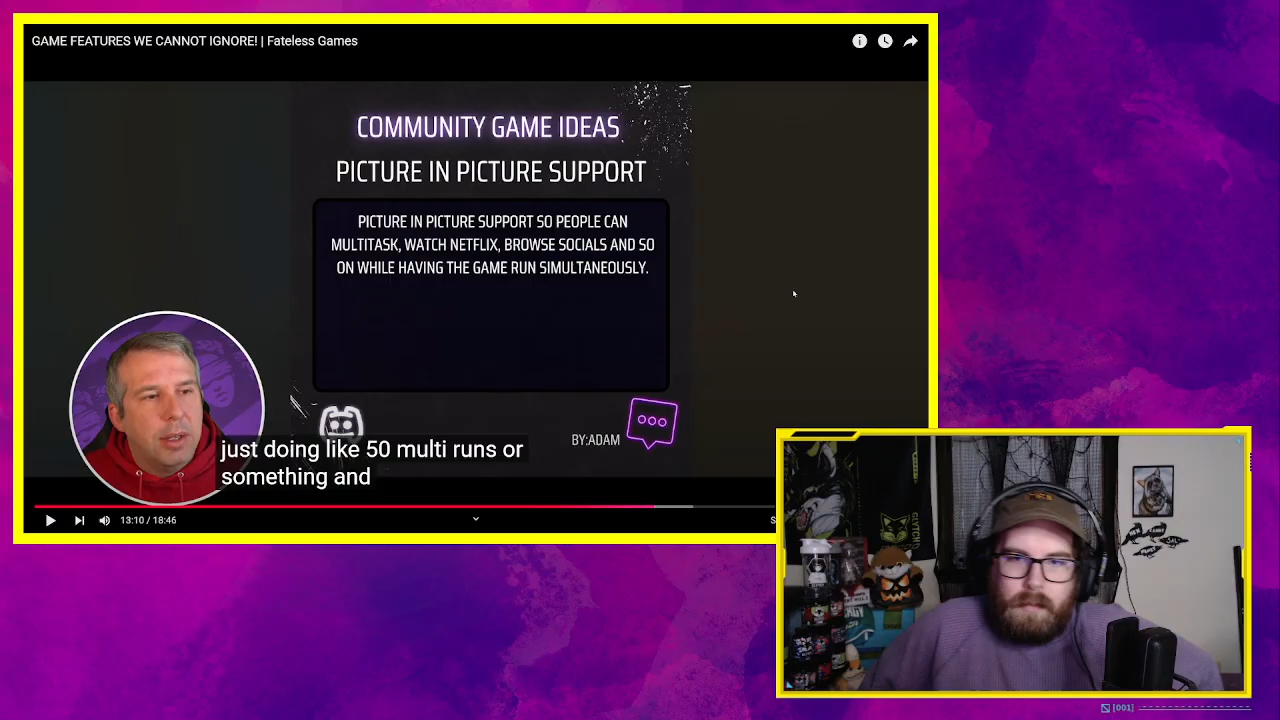 GAME FEATURES WE CANNOT IGNORE! | Fateless Games
COMMUNITY GAME IDEAS
PICTURE IN PICTURE SUPPORT
PICTURE IN PICTURE SUPPORT SO PEOPLE CAN
MULTITASK, WATCH NETFLIX, BROWSE SOCIALS AND SO
ON WHILE HAVING THE GAME RUN SIMULTANEOUSLY.
BY:ADAM
just doing like 50 multi runs or
something and
13:10 / 18:46
[001]